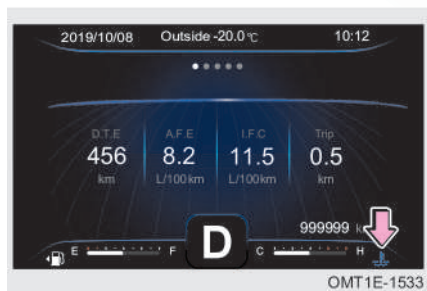 2019/10/08 Outside -20.0 ℃ 10:12
D.T.E A.F.E I.F.C Trip
456 8.2 11.5 0.5
km L/100km L/100km km
999999 k
E F D C H
OMT1E-1533